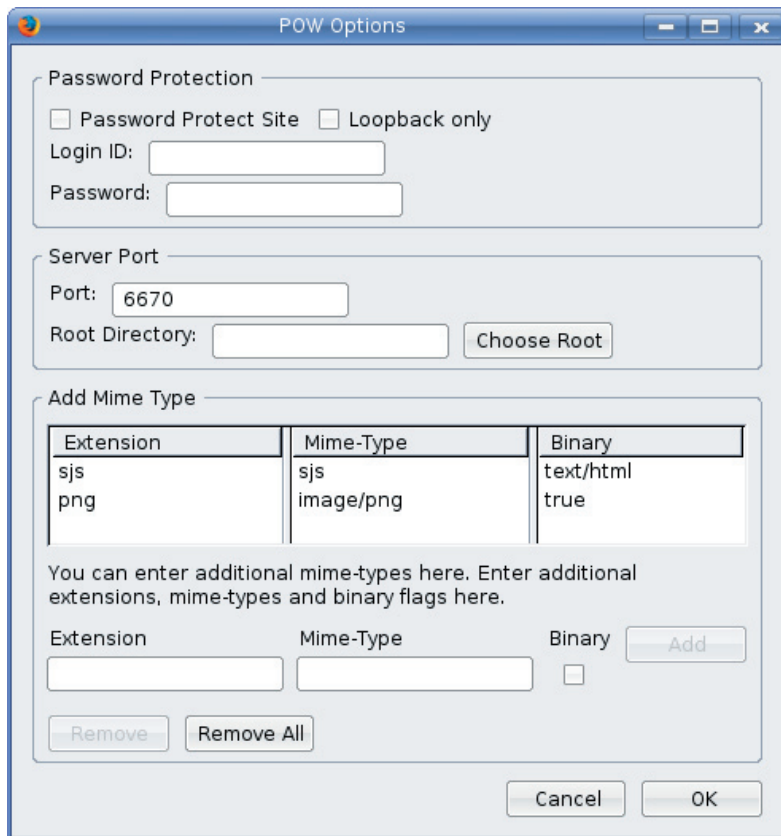 POW Options
Password Protection
Password Protect Site Loopback only
Login ID:
Password:
Server Port
Port: 6670
Root Directory: Choose Root
Add Mime Type
Extension Mime-Type Binary
sjs sjs text/html
png image/png true
You can enter additional mime-types here. Enter additional
extensions, mime-types and binary flags here.
Extension Mime-Type Binary Add
Remove Remove All
Cancel OK